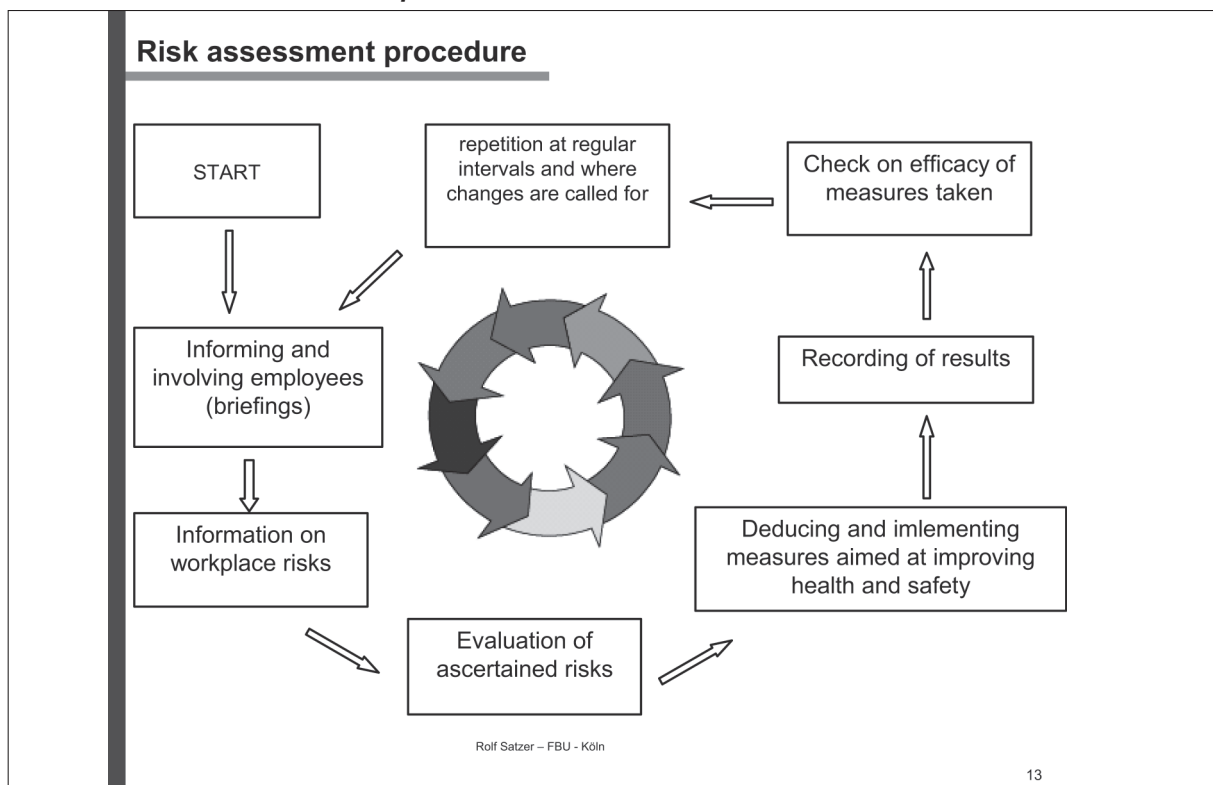 Risk assessment procedure
START
repetition at regular
intervals and where
changes are called for
Check on efficacy of
measures taken
Informing and
involving employees
(briefings)
Recording of results
Information on
workplace risks
Deducing and imlementing
measures aimed at improving
health and safety
Evaluation of
ascertained risks
Rolf Satzer – FBU - Köln
13